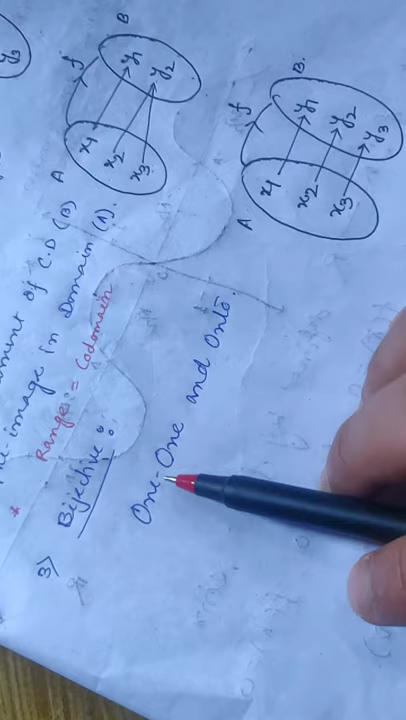 y3
A f B
x1 y1
x2 y2
x3
of C.D (B)
image in Domain (A).
* Range = Codomain
3) Bijective :
One-One and Onto.
A f B.
x1 y1
x2 y2
x3 y3